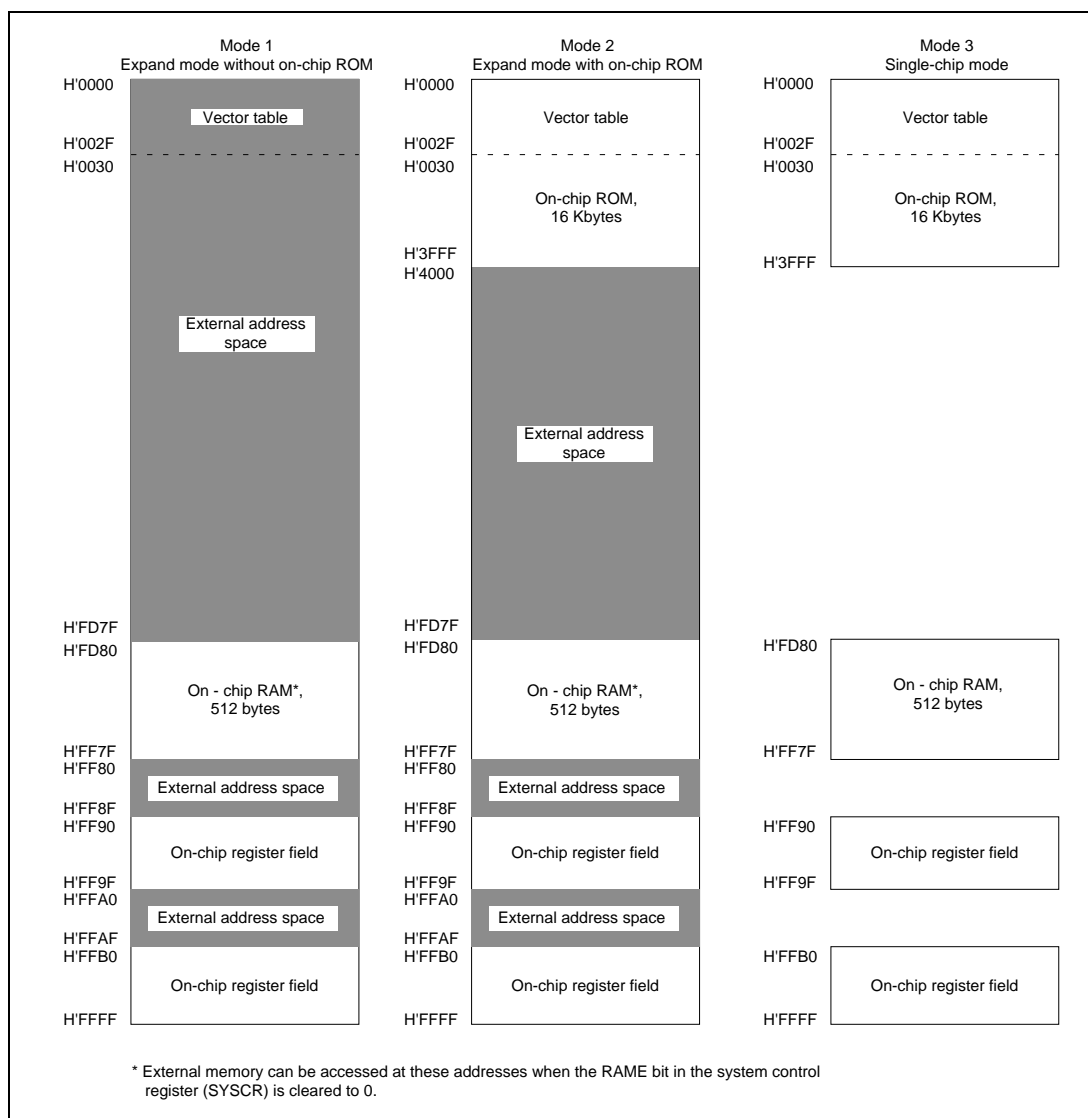 Mode 1
Expand mode without on-chip ROM
H'0000
Vector table
H'002F
H'0030
External address
space
H'FD7F
H'FD80
On - chip RAM*,
512 bytes
H'FF7F
H'FF80
External address space
H'FF8F
H'FF90
On-chip register field
H'FF9F
H'FFA0
External address space
H'FFAF
H'FFB0
On-chip register field
H'FFFF
Mode 2
Expand mode with on-chip ROM
H'0000
Vector table
H'002F
H'0030
On-chip ROM,
16 Kbytes
H'3FFF
H'4000
External address
space
H'FD7F
H'FD80
On - chip RAM*,
512 bytes
H'FF7F
H'FF80
External address space
H'FF8F
H'FF90
On-chip register field
H'FF9F
H'FFA0
External address space
H'FFAF
H'FFB0
On-chip register field
H'FFFF
Mode 3
Single-chip mode
H'0000
Vector table
H'002F
H'0030
On-chip ROM,
16 Kbytes
H'3FFF
H'FD80
On - chip RAM,
512 bytes
H'FF7F
H'FF90
On-chip register field
H'FF9F
H'FFB0
On-chip register field
H'FFFF
* External memory can be accessed at these addresses when the RAME bit in the system control
register (SYSCR) is cleared to 0.